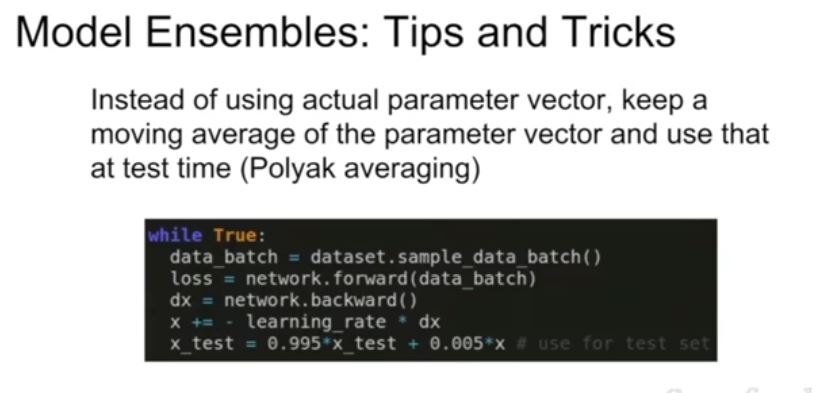 Model Ensembles: Tips and Tricks
Instead of using actual parameter vector, keep a
moving average of the parameter vector and use that
at test time (Polyak averaging)
while True:
  data_batch = dataset.sample_data_batch()
  loss = network.forward(data_batch)
  dx = network.backward()
  x += - learning_rate * dx
  x_test = 0.995*x_test + 0.005*x # use for test set